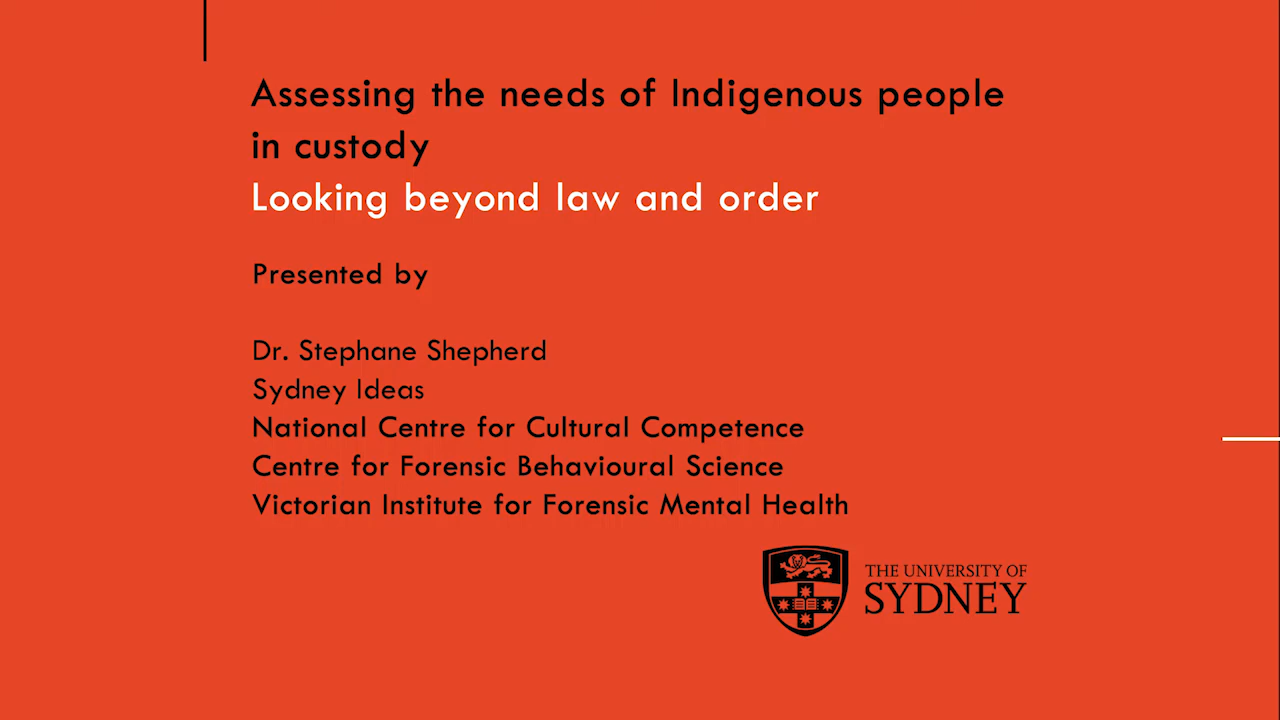 Assessing the needs of Indigenous people
in custody
Looking beyond law and order
Presented by
Dr. Stephane Shepherd
Sydney Ideas
National Centre for Cultural Competence
Centre for Forensic Behavioural Science
Victorian Institute for Forensic Mental Health
THE UNIVERSITY OF
SYDNEY